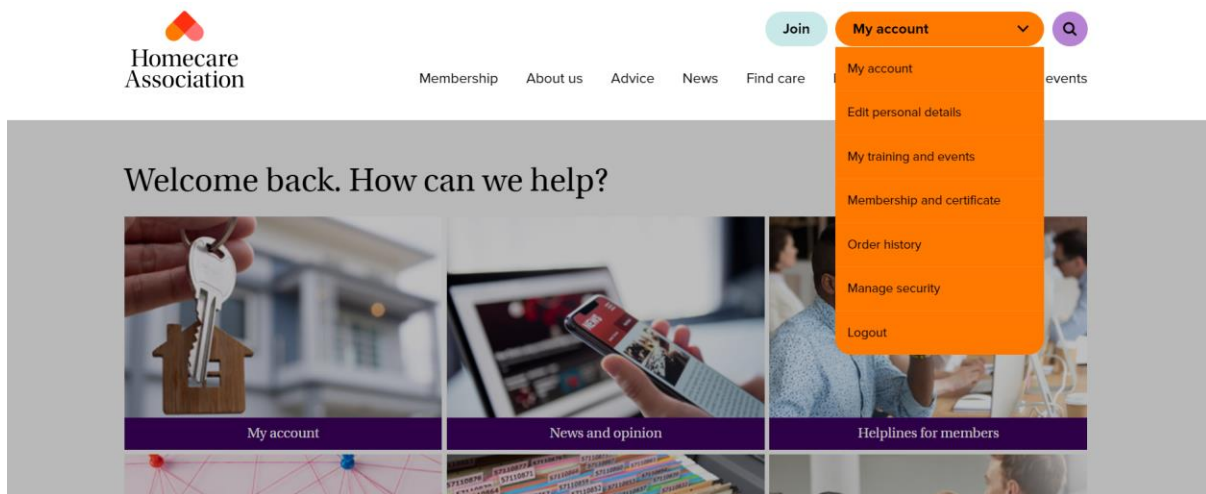 Homecare
Association
Join
My account
Membership
About us
Advice
News
Find care
events
My account
Edit personal details
My training and events
Membership and certificate
Order history
Manage security
Logout
Welcome back. How can we help?
My account
News and opinion
Helplines for members